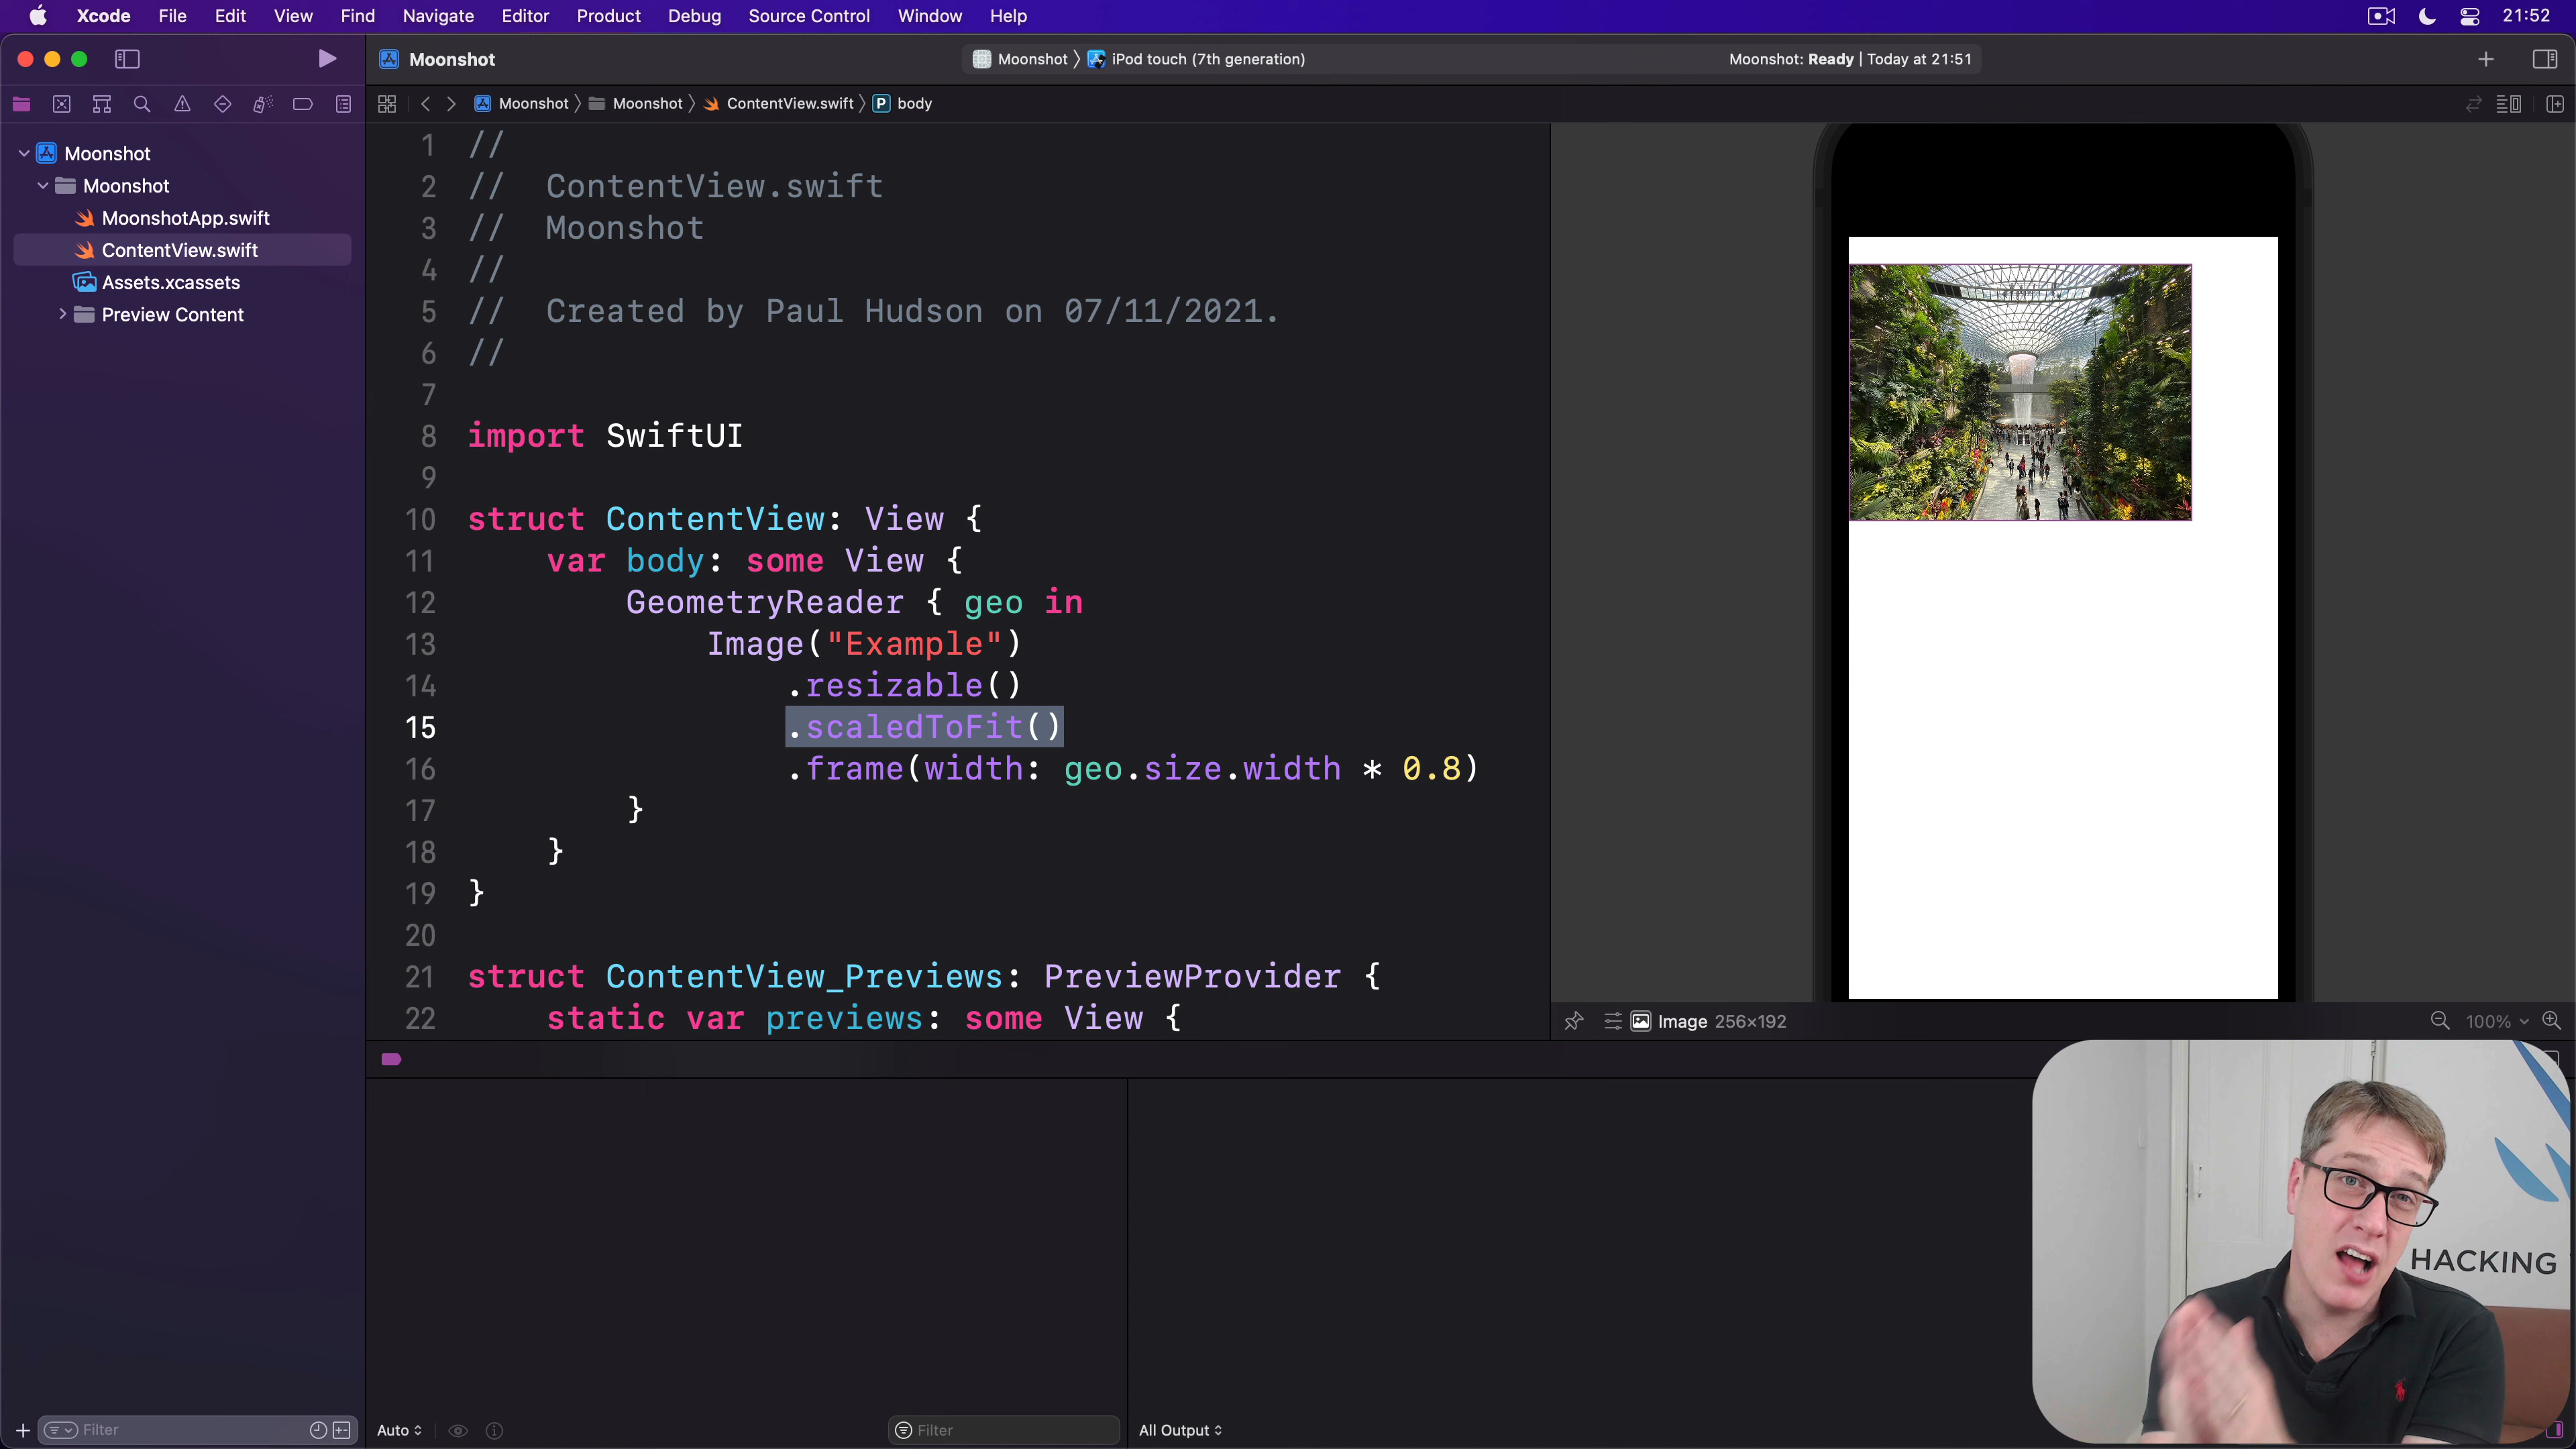 Xcode File Edit View Find Navigate Editor Product Debug Source Control Window Help 21:52
Moonshot Moonshot iPod touch (7th generation) Moonshot: Ready | Today at 21:51
Moonshot Moonshot ContentView.swift P body
Moonshot
Moonshot
MoonshotApp.swift
ContentView.swift
Assets.xcassets
Preview Content
1 //
2 // ContentView.swift
3 // Moonshot
4 //
5 // Created by Paul Hudson on 07/11/2021.
6 //
7
8 import SwiftUI
9
10 struct ContentView: View {
11 var body: some View {
12 GeometryReader { geo in
13 Image("Example")
14 .resizable()
15 .scaledToFit()
16 .frame(width: geo.size.width * 0.8)
17 }
18 }
19 }
20
21 struct ContentView_Previews: PreviewProvider {
22 static var previews: some View {
Image 256×192 100%
HACKING
Filter Auto Filter All Output